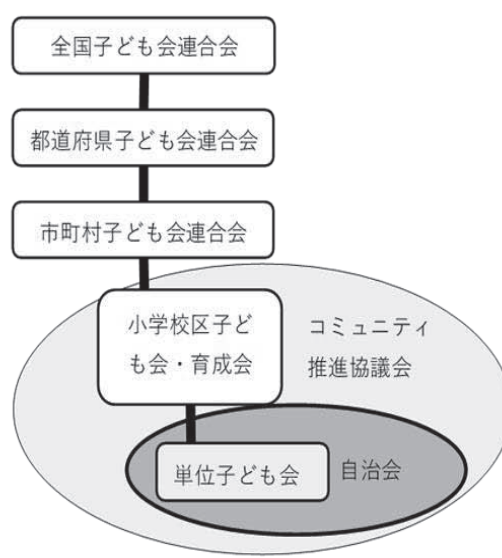 全国子ども会連合会
都道府県子ども会連合会
市町村子ども会連合会
小学校区子ど
も会・育成会
コミュニティ
推進協議会
単位子ども会
自治会